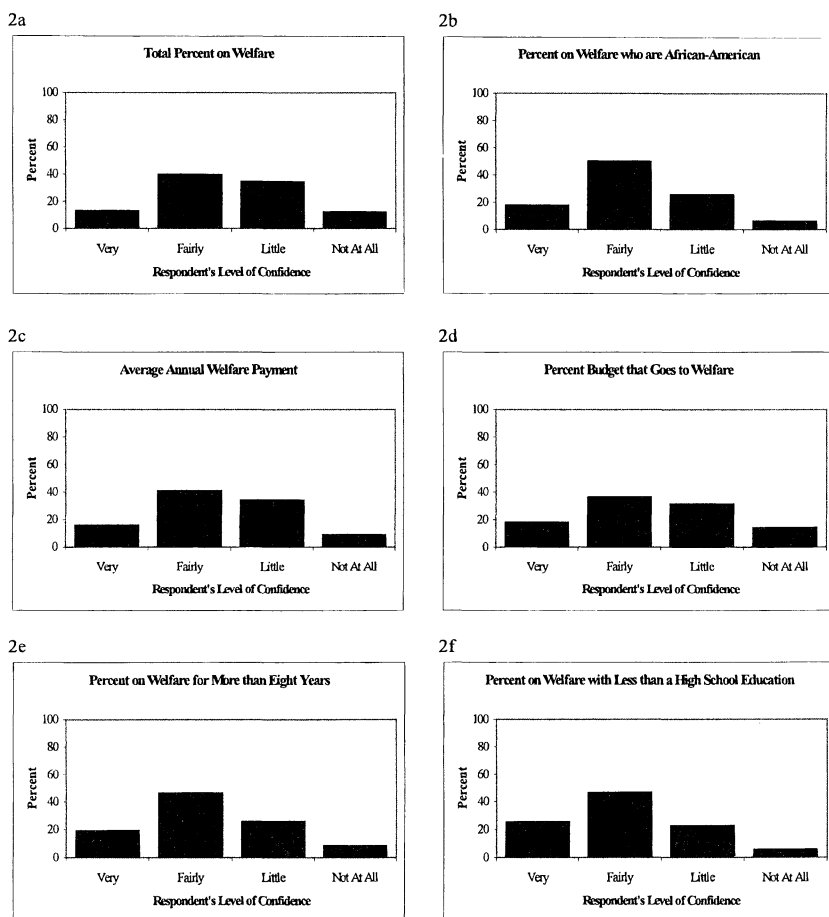 2a
Total Percent on Welfare
100
80
60
40
20
0
Percent
Very Fairly Little Not At All
Respondent's Level of Confidence
2b
Percent on Welfare who are African-American
100
80
60
40
20
0
Percent
Very Fairly Little Not At All
Respondent's Level of Confidence
2c
Average Annual Welfare Payment
100
80
60
40
20
0
Percent
Very Fairly Little Not At All
Respondent's Level of Confidence
2d
Percent Budget that Goes to Welfare
100
80
60
40
20
0
Percent
Very Fairly Little Not At All
Respondent's Level of Confidence
2e
Percent on Welfare for More than Eight Years
100
80
60
40
20
0
Percent
Very Fairly Little Not At All
Respondent's Level of Confidence
2f
Percent on Welfare with Less than a High School Education
100
80
60
40
20
0
Percent
Very Fairly Little Not At All
Respondent's Level of Confidence